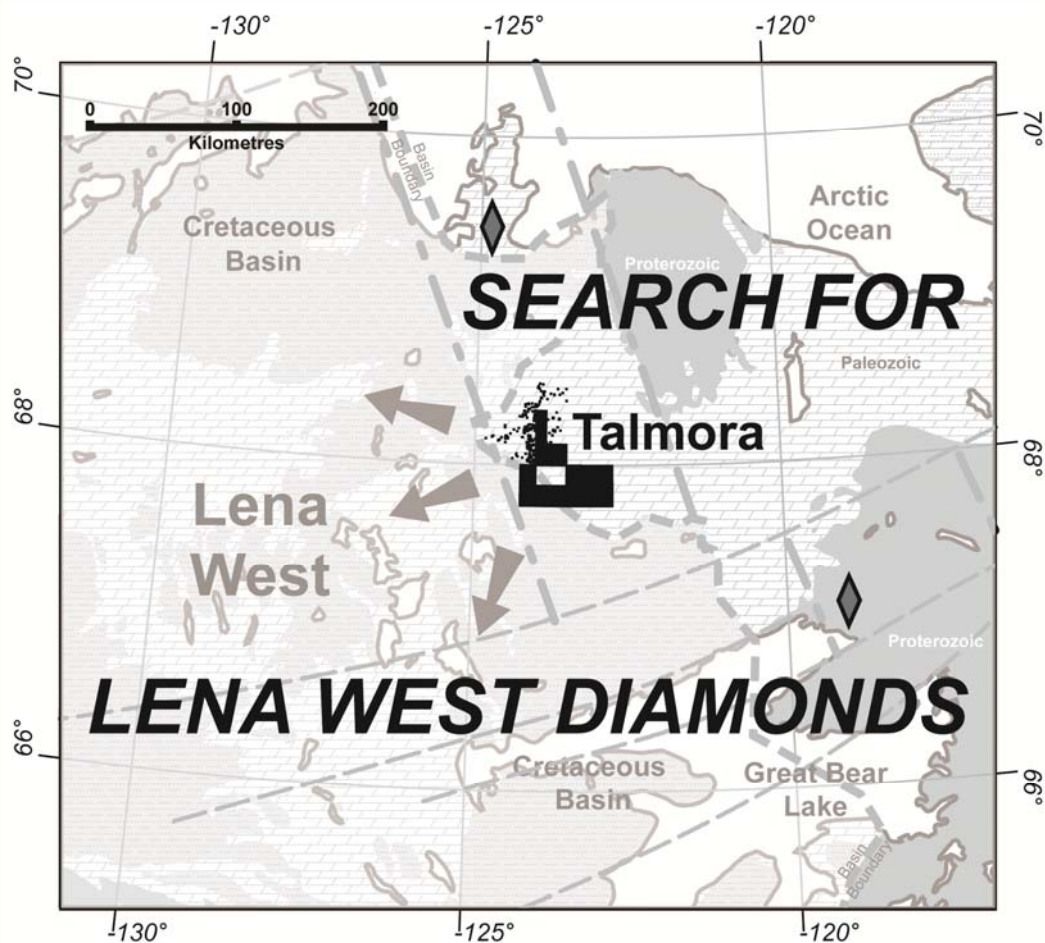 -130°
-125°
-120°
70°
0 100 200
Kilometres
70°
Basin
Boundary
Arctic
Ocean
Cretaceous
Basin
Proterozoic
SEARCH FOR
Paleozoic
68°
Talmora
68°
Lena
West
Proterozoic
LENA WEST DIAMONDS
66°
Cretaceous
Basin
Great Bear
Lake
66°
Basin
Boundary
-130°
-125°
-120°